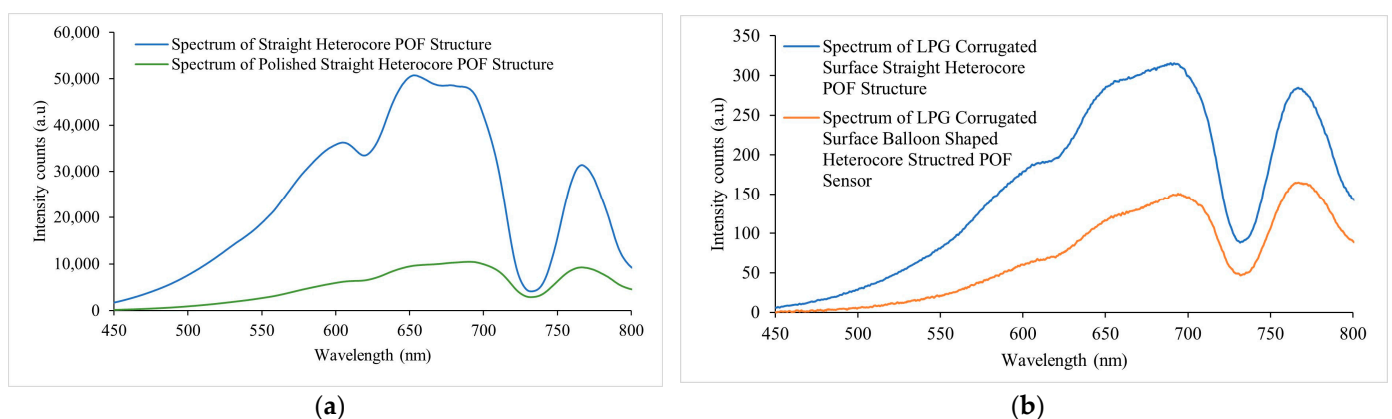 60,000
50,000
40,000
30,000
20,000
10,000
0
Intensity counts (a.u)
Spectrum of Straight Heterocore POF Structure
Spectrum of Polished Straight Heterocore POF Structure
450 500 550 600 650 700 750 800
Wavelength (nm)
(a)
350
300
250
200
150
100
50
0
Intensity counts (a.u)
Spectrum of LPG Corrugated
Surface Straight Heterocore
POF Structure
Spectrum of LPG Corrugated
Surface Balloon Shaped
Heterocore Structred POF
Sensor
450 500 550 600 650 700 750 800
Wavelength (nm)
(b)